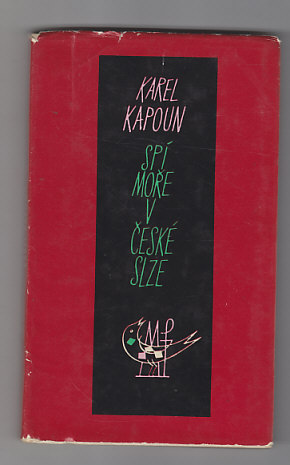 KAREL
KAPOUN
SPÍ
MOŘE
V
ČESKÉ
SLZE